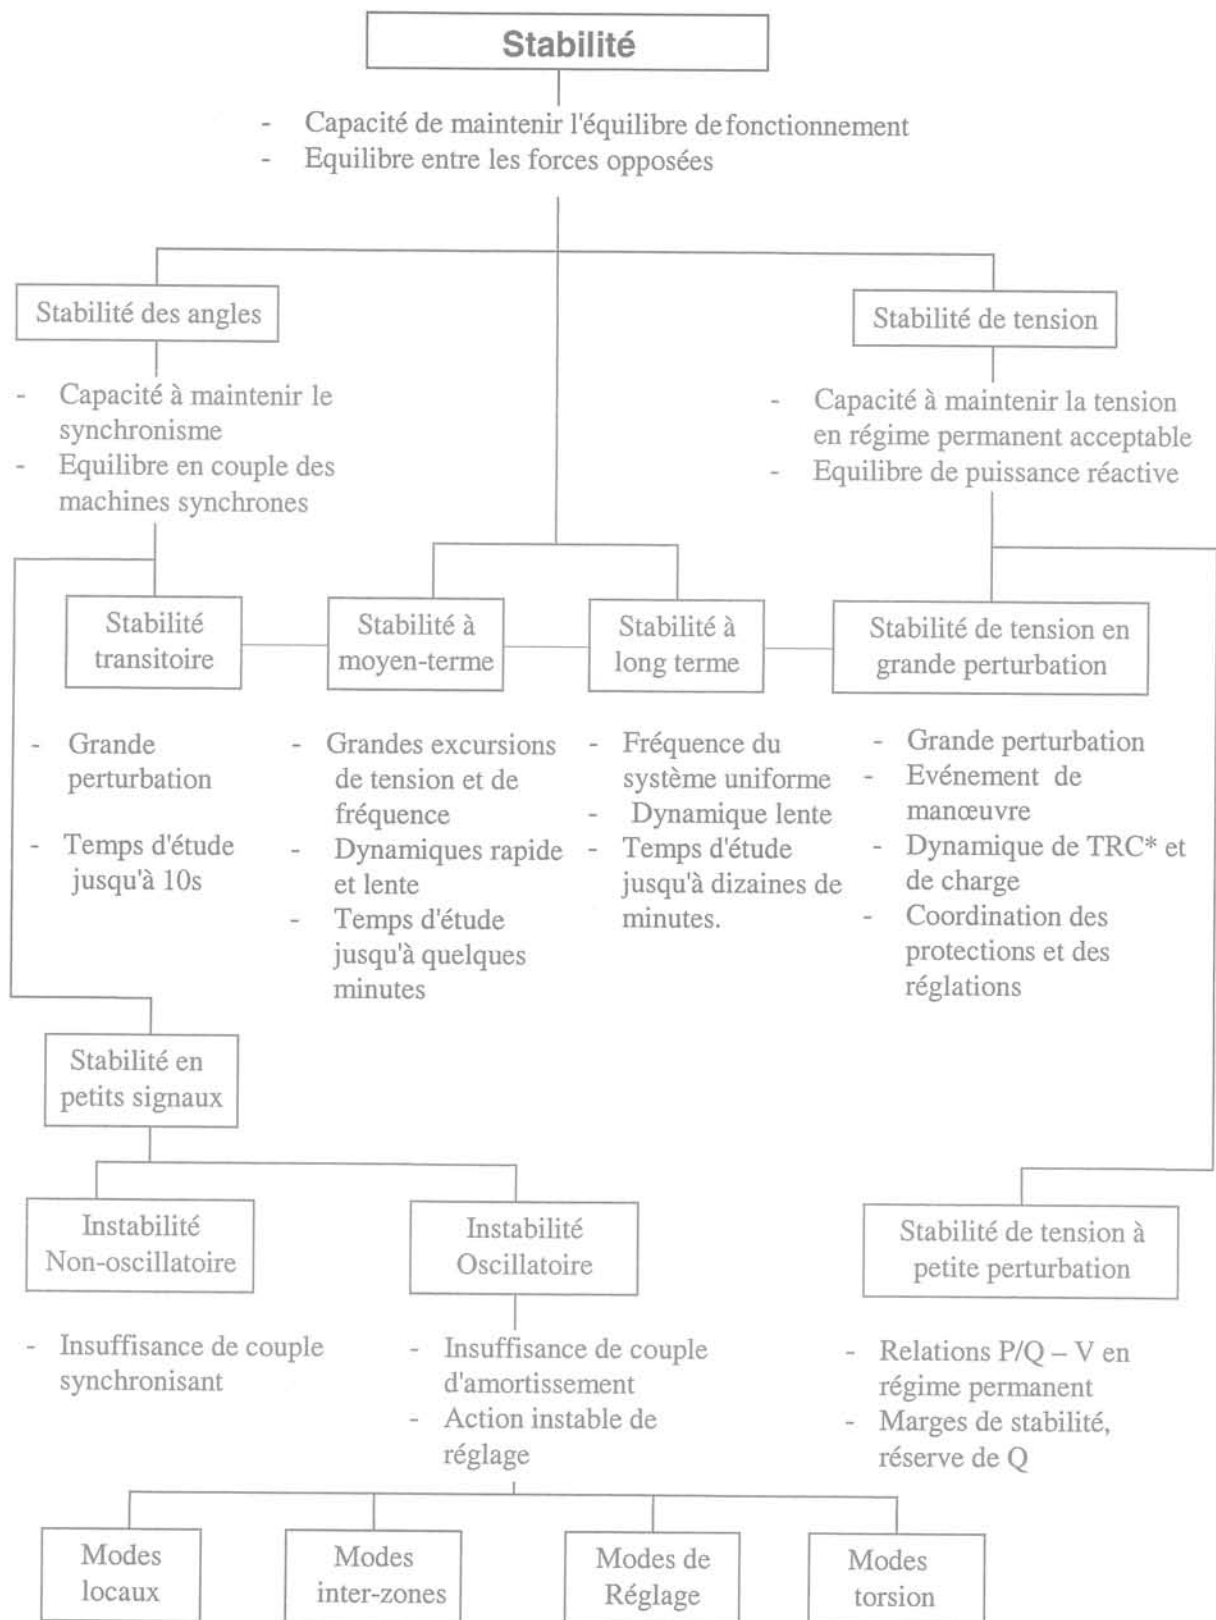 Stabilité
- Capacité de maintenir l'équilibre de fonctionnement
- Equilibre entre les forces opposées
Stabilité des angles
- Capacité à maintenir le
synchronisme
- Equilibre en couple des
machines synchrones
Stabilité de tension
- Capacité à maintenir la tension
en régime permanent acceptable
- Equilibre de puissance réactive
Stabilité
transitoire
Stabilité à
moyen-terme
Stabilité à
long terme
Stabilité de tension en
grande perturbation
- Grande
perturbation
- Temps d'étude
jusqu'à 10s
- Grandes excursions
de tension et de
fréquence
- Dynamiques rapide
et lente
- Temps d'étude
jusqu'à quelques
minutes
- Fréquence du
système uniforme
- Dynamique lente
- Temps d'étude
jusqu'à dizaines de
minutes.
- Grande perturbation
- Evénement de
manœuvre
- Dynamique de TRC* et
de charge
- Coordination des
protections et des
réglations
Stabilité en
petits signaux
Instabilité
Non-oscillatoire
Instabilité
Oscillatoire
Stabilité de tension à
petite perturbation
- Insuffisance de couple
synchronisant
- Insuffisance de couple
d'amortissement
- Action instable de
réglage
- Relations P/Q – V en
régime permanent
- Marges de stabilité,
réserve de Q
Modes
locaux
Modes
inter-zones
Modes de
Réglage
Modes
torsion